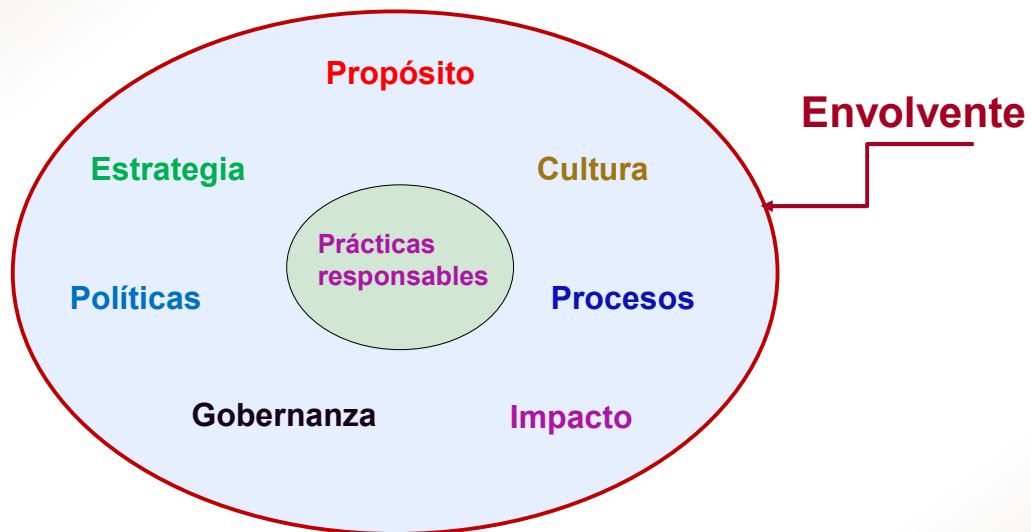 Propósito
Envolvente
Estrategia
Cultura
Prácticas
responsables
Políticas
Procesos
Gobernanza
Impacto